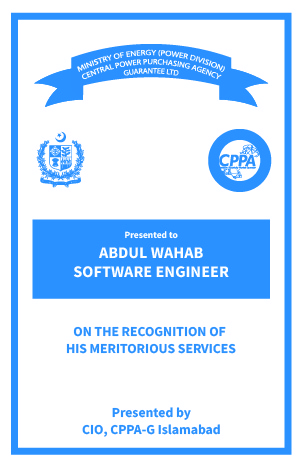 MINISTRY OF ENERGY (POWER DIVISION)
CENTRAL POWER PURCHASING AGENCY
GUARANTEE LTD
CPPA
Presented to
ABDUL WAHAB
SOFTWARE ENGINEER
ON THE RECOGNITION OF
HIS MERITORIOUS SERVICES
Presented by
CIO, CPPA-G Islamabad